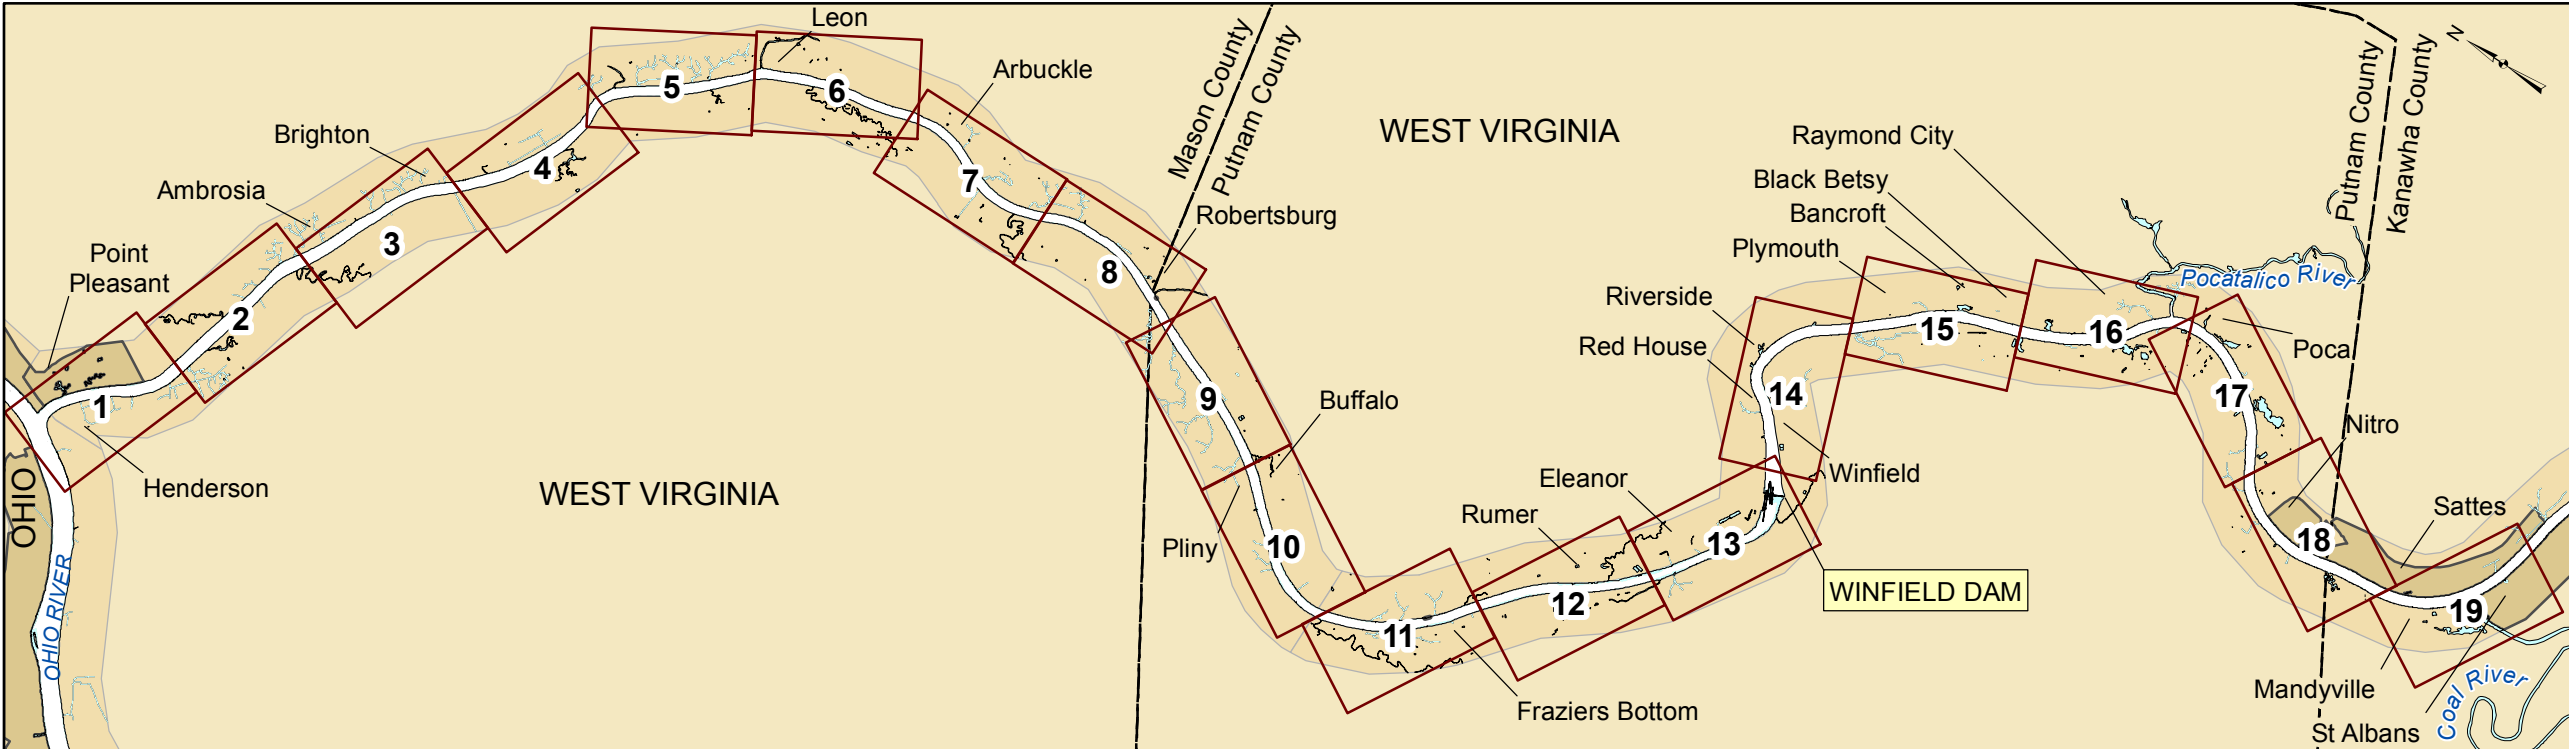 Leon
5
6
Arbuckle
Mason County
Putnam County
WEST VIRGINIA
Putnam County
Kanawha County
N
Brighton
4
Ambrosia
3
7
Robertsburg
8
Raymond City
Black Betsy
Bancroft
Plymouth
Pocatalico River
Point
Pleasant
2
1
Riverside
Red House
15
16
Poca
14
17
9
Buffalo
Nitro
OHIO
Henderson
WEST VIRGINIA
Winfield
Eleanor
Rumer
Sattes
Pliny
10
13
18
OHIO RIVER
12
WINFIELD DAM
19
11
Fraziers Bottom
Mandyville
Coal River
St Albans